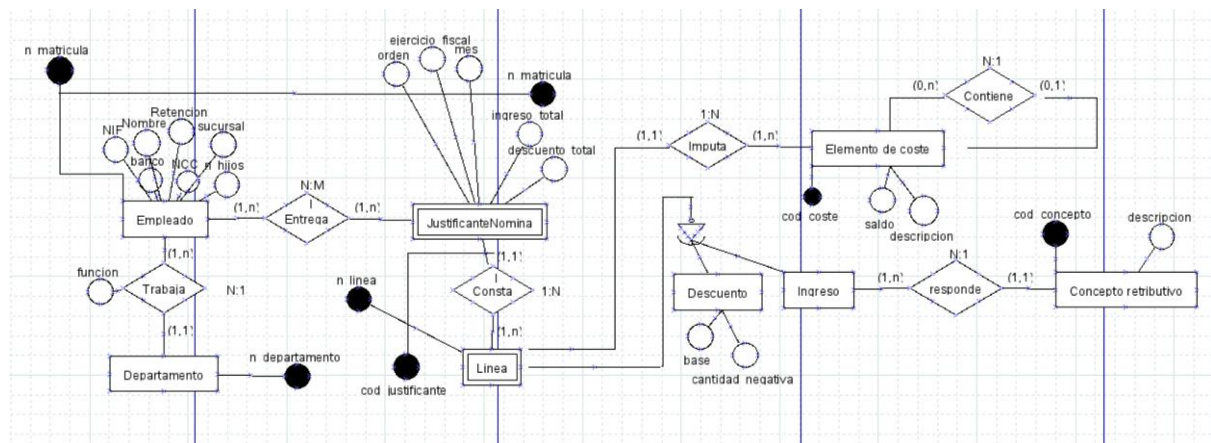 n matricula
ejercicio fiscal
orden
mes
n matricula
N:1
(0,n)
Contiene
(0,1)
Retencion
NIF
Nombre
sucursal
ingreso total
1:N
(1,1)
Imputa
(1,n)
Elemento de coste
banco
NCC
n hijos
descuento total
N:M
Empleado
(1,n)
I
Entrega
(1,n)
JustificanteNomina
cod coste
saldo
descripcion
cod concepto
descripcion
(1,n)
funcion
Trabaja
N:1
(1,1)
n linea
I
Consta
1:N
Descuento
Ingreso
(1,n)
N:1
responde
(1,1)
Concepto retributivo
(1,1)
(1,n)
base
cantidad negativa
Departamento
n departamento
cod justificante
Linea